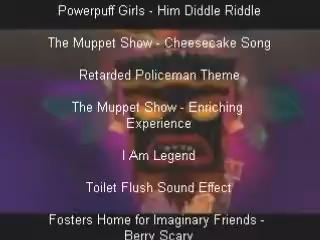 Powerpuff Girls - Him Diddle Riddle
The Muppet Show - Cheesecake Song
Retarded Policeman Theme
The Muppet Show - Enriching
Experience
I Am Legend
Toilet Flush Sound Effect
Fosters Home for Imaginary Friends -
Berry Scary